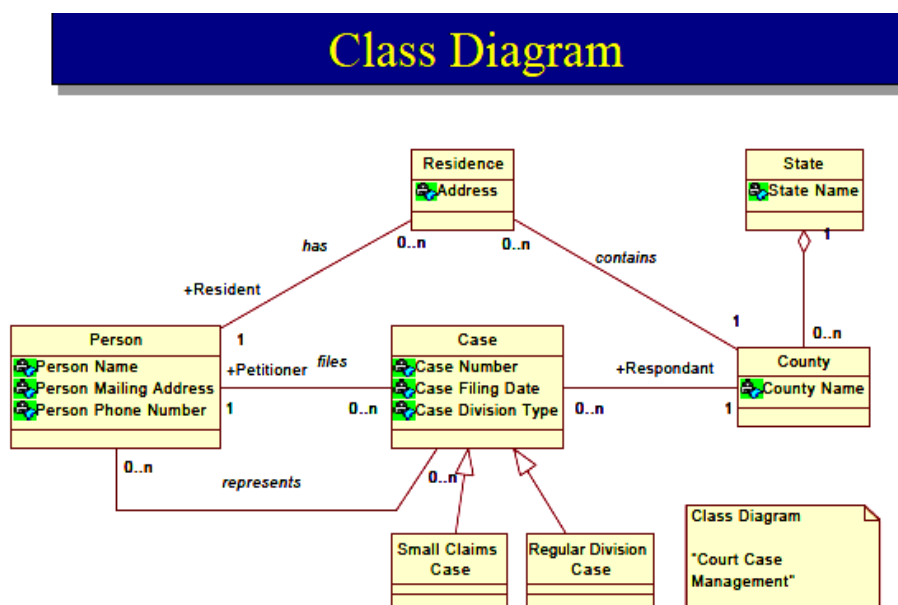 Class Diagram
Residence
Address
State
State Name
1
0..n
0..n
has
contains
+Resident
1
1
0..n
Person
Person Name
Person Mailing Address
Person Phone Number
+Petitioner
files
1
0..n
Case
Case Number
Case Filing Date
Case Division Type
+Respondant
0..n
1
County
County Name
0..n
represents
0..n
Small Claims
Case
Regular Division
Case
Class Diagram
"Court Case
Management"